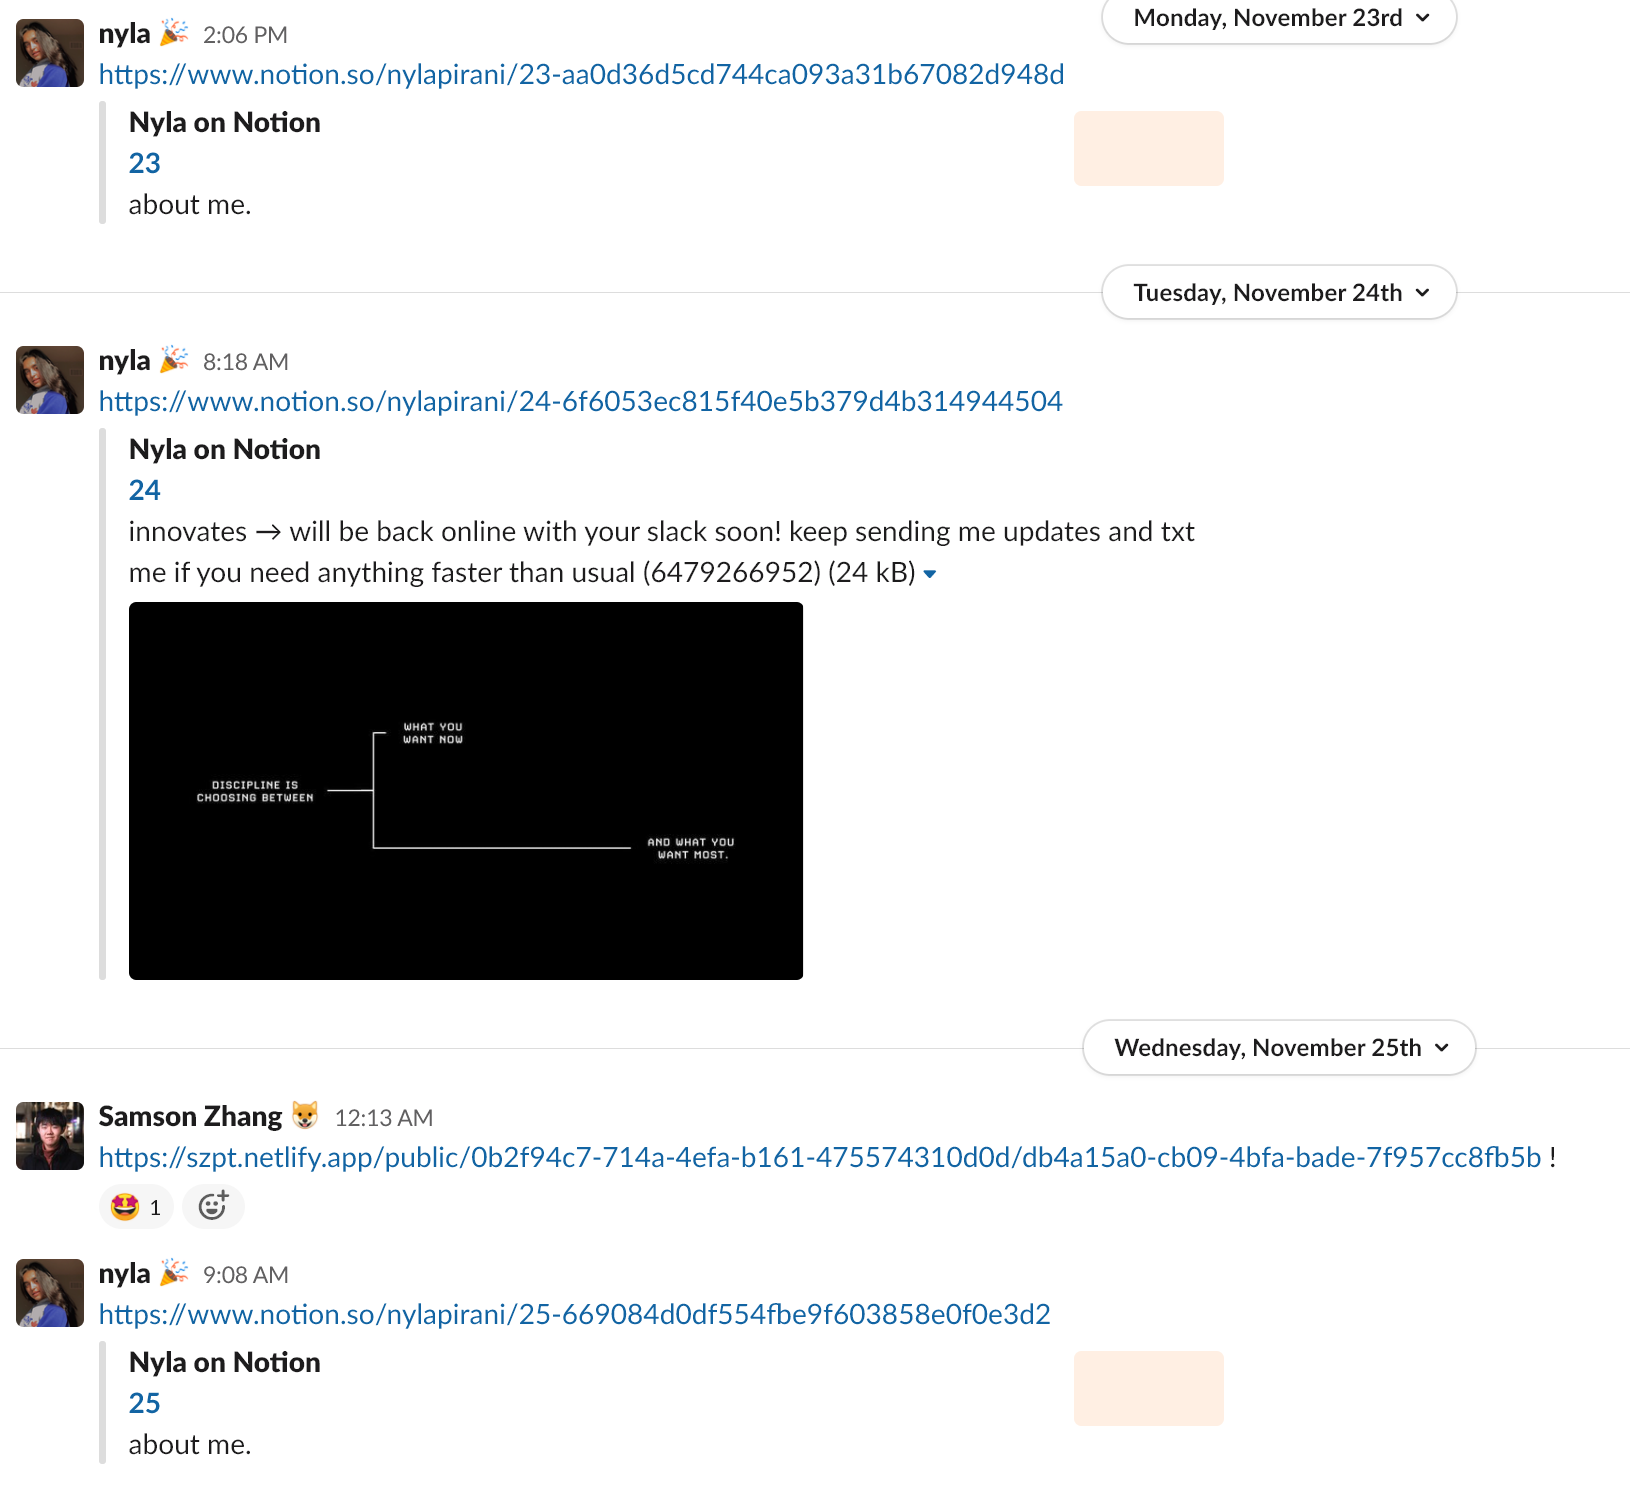 Monday, November 23rd
nyla 2:06 PM
https://www.notion.so/nylapirani/23-aa0d36d5cd744ca093a31b67082d948d
Nyla on Notion
23
about me.
Tuesday, November 24th
nyla 8:18 AM
https://www.notion.so/nylapirani/24-6f6053ec815f40e5b379d4b314944504
Nyla on Notion
24
innovates → will be back online with your slack soon! keep sending me updates and txt
me if you need anything faster than usual (6479266952) (24 kB)
WHAT YOU
WANT NOW
DISCIPLINE IS
CHOOSING BETWEEN
AND WHAT YOU
WANT MOST.
Wednesday, November 25th
Samson Zhang 12:13 AM
https://szpt.netlify.app/public/0b2f94c7-714a-4efa-b161-475574310d0d/db4a15a0-cb09-4bfa-bade-7f957cc8fb5b !
1
nyla 9:08 AM
https://www.notion.so/nylapirani/25-669084d0df554fbe9f603858e0f0e3d2
Nyla on Notion
25
about me.